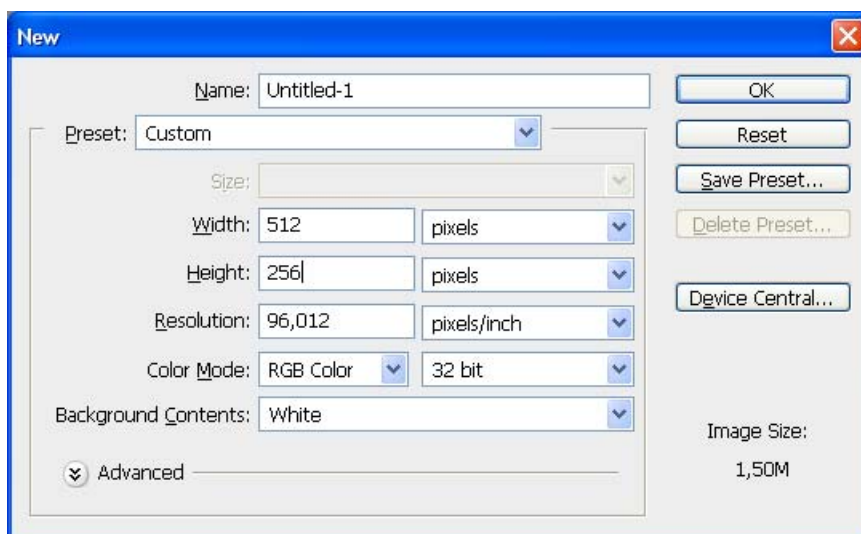 New
Name: Untitled-1
OK
Preset: Custom
Reset
Size:
Save Preset...
Width: 512 pixels
Delete Preset...
Height: 256 pixels
Device Central...
Resolution: 96,012 pixels/inch
Color Mode: RGB Color 32 bit
Background Contents: White
Image Size:
1,50M
Advanced